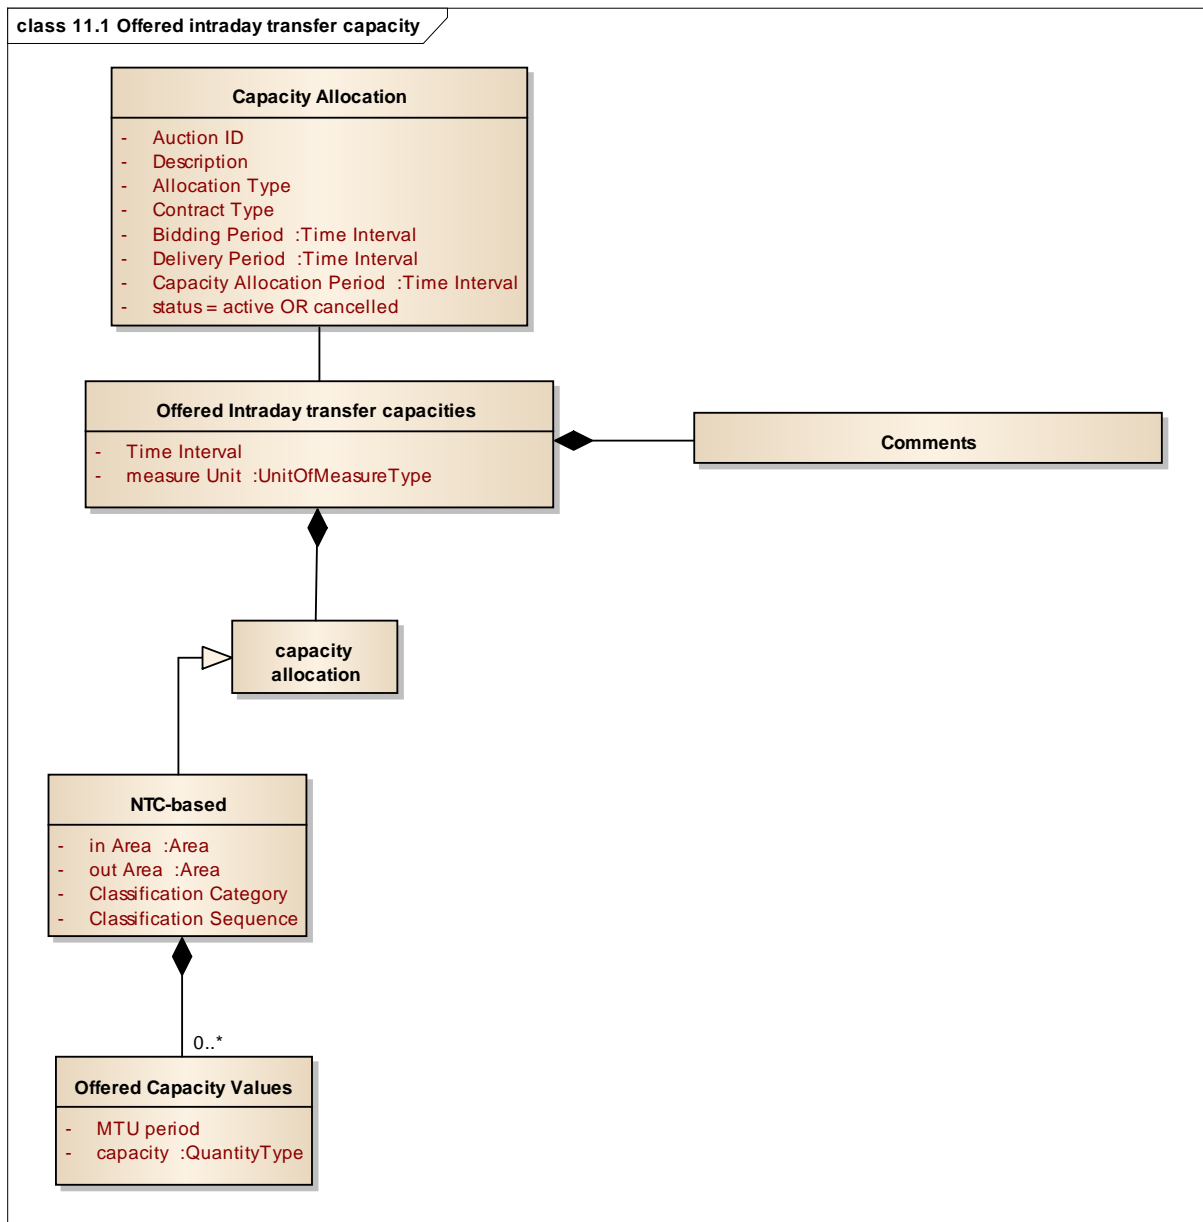 class 11.1 Offered intraday transfer capacity
Capacity Allocation
- Auction ID
- Description
- Allocation Type
- Contract Type
- Bidding Period :Time Interval
- Delivery Period :Time Interval
- Capacity Allocation Period :Time Interval
- status = active OR cancelled
Offered Intraday transfer capacities
- Time Interval
- measure Unit :UnitOfMeasureType
Comments
capacity
allocation
NTC-based
- in Area :Area
- out Area :Area
- Classification Category
- Classification Sequence
0..*
Offered Capacity Values
- MTU period
- capacity :QuantityType